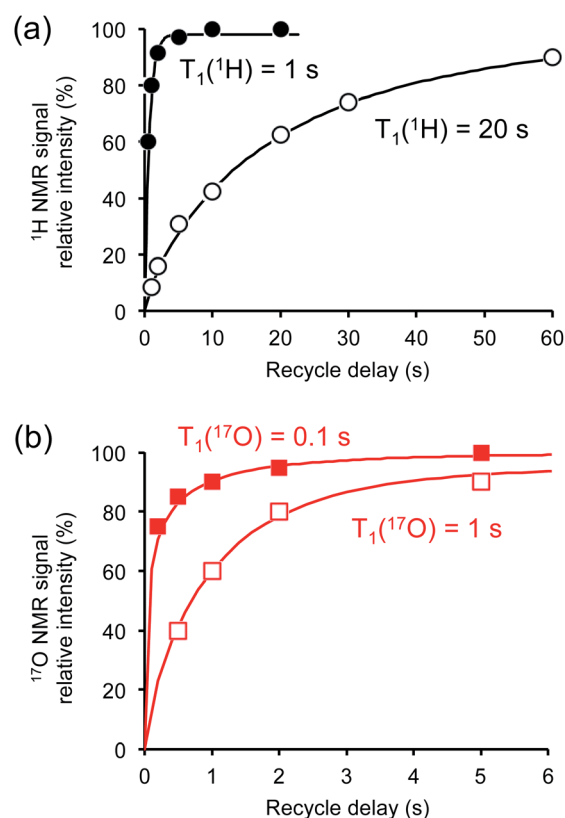 (a)
¹H NMR signal
relative intensity (%)
100
80
60
40
20
0
T₁(¹H) = 1 s
T₁(¹H) = 20 s
0 10 20 30 40 50 60
Recycle delay (s)
(b)
¹⁷O NMR signal
relative intensity (%)
100
80
60
40
20
0
T₁(¹⁷O) = 0.1 s
T₁(¹⁷O) = 1 s
0 1 2 3 4 5 6
Recycle delay (s)